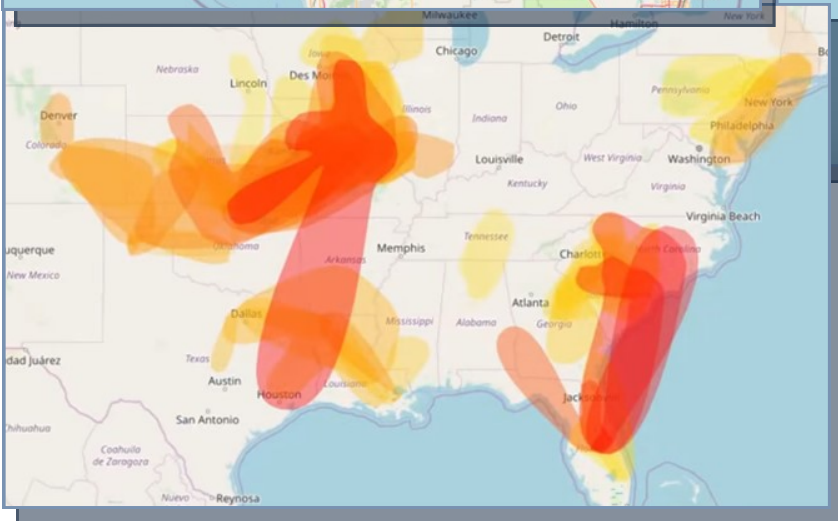 Milwaukee
Hamilton
New York
Detroit
Chicago
Iowa
Nebraska
Lincoln
Des Mo
Pennsylvania
New York
Illinois
Ohio
Indiana
Denver
Philadelphia
Colorado
Louisville
West Virginia
Washington
Kentucky
Virginia
Virginia Beach
Tennessee
uquerque
Oklahoma
Memphis
Charlotte
North Carolina
Arkansas
New Mexico
Atlanta
Dallas
Mississippi
Alabama
Georgia
dad Juárez
Texas
Austin
Louisiana
Houston
Jacksonville
San Antonio
Chihuahua
Coahuila
de Zaragoza
Nuevo
Reynosa